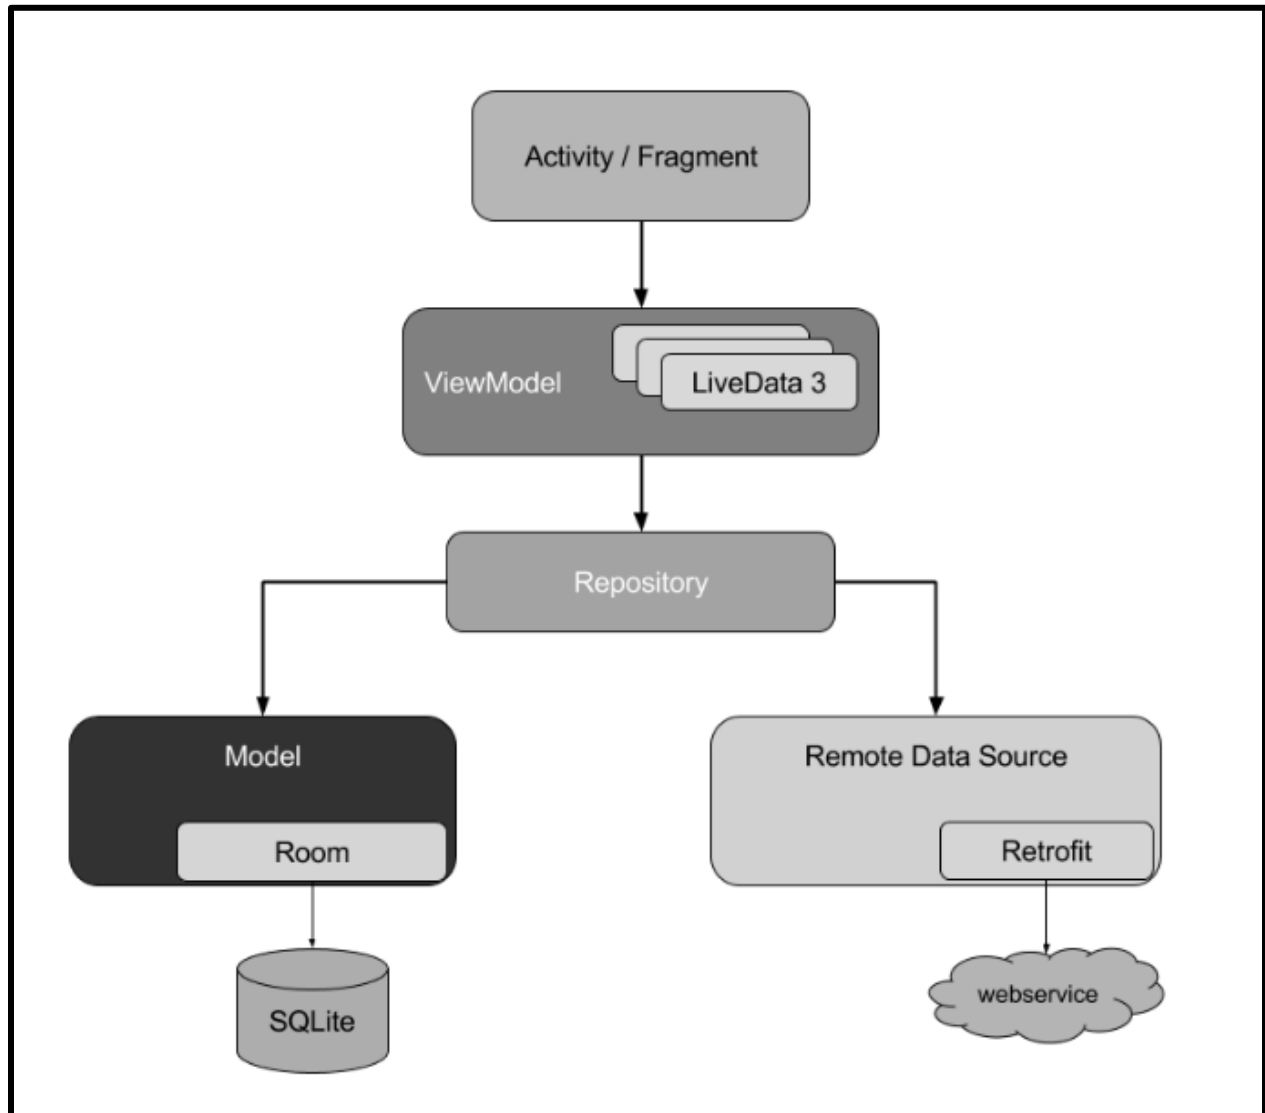 Activity / Fragment
ViewModel
LiveData 3
Repository
Model
Remote Data Source
Room
Retrofit
SQLite
webservice